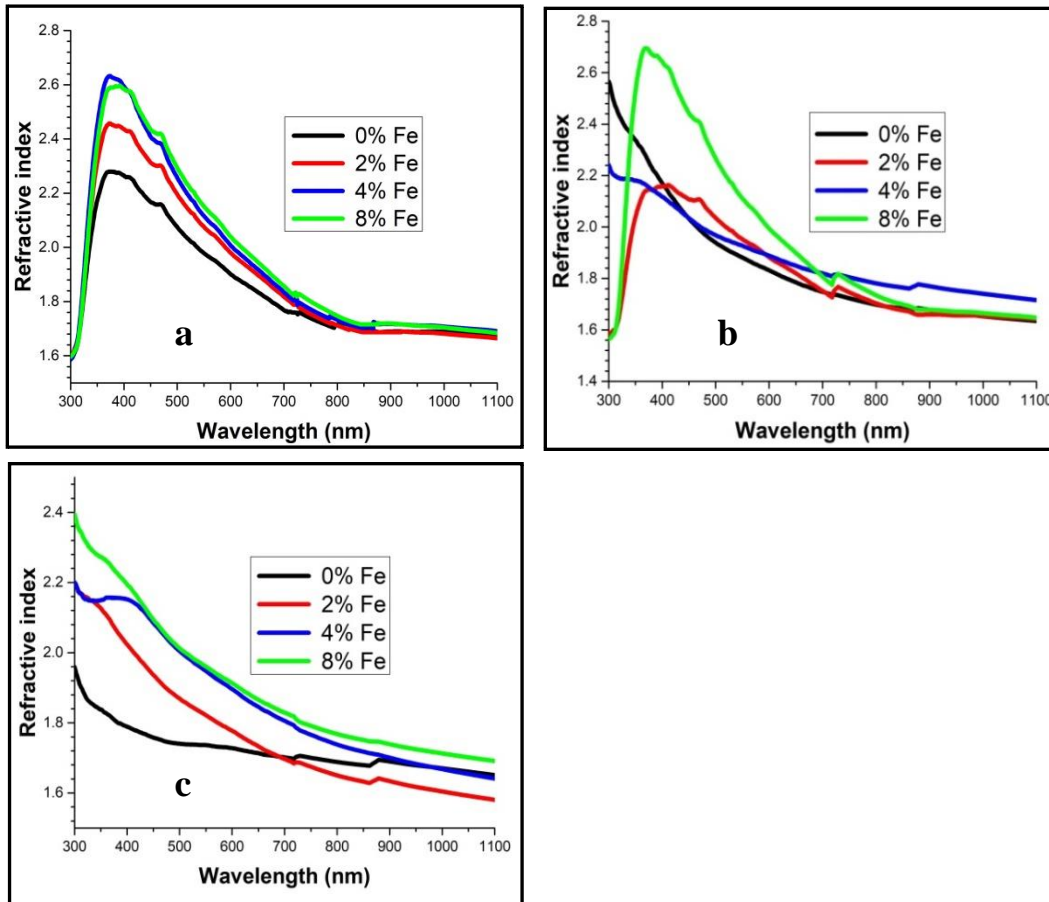 Refractive index
2.8
2.6
2.4
2.2
2.0
1.8
1.6
0% Fe
2% Fe
4% Fe
8% Fe
a
300 400 500 600 700 800 900 1000 1100
Wavelength (nm)
Refractive index
2.8
2.6
2.4
2.2
2.0
1.8
1.6
1.4
0% Fe
2% Fe
4% Fe
8% Fe
b
300 400 500 600 700 800 900 1000 1100
Wavelength (nm)
Refractive index
2.4
2.2
2.0
1.8
1.6
0% Fe
2% Fe
4% Fe
8% Fe
c
300 400 500 600 700 800 900 1000 1100
Wavelength (nm)